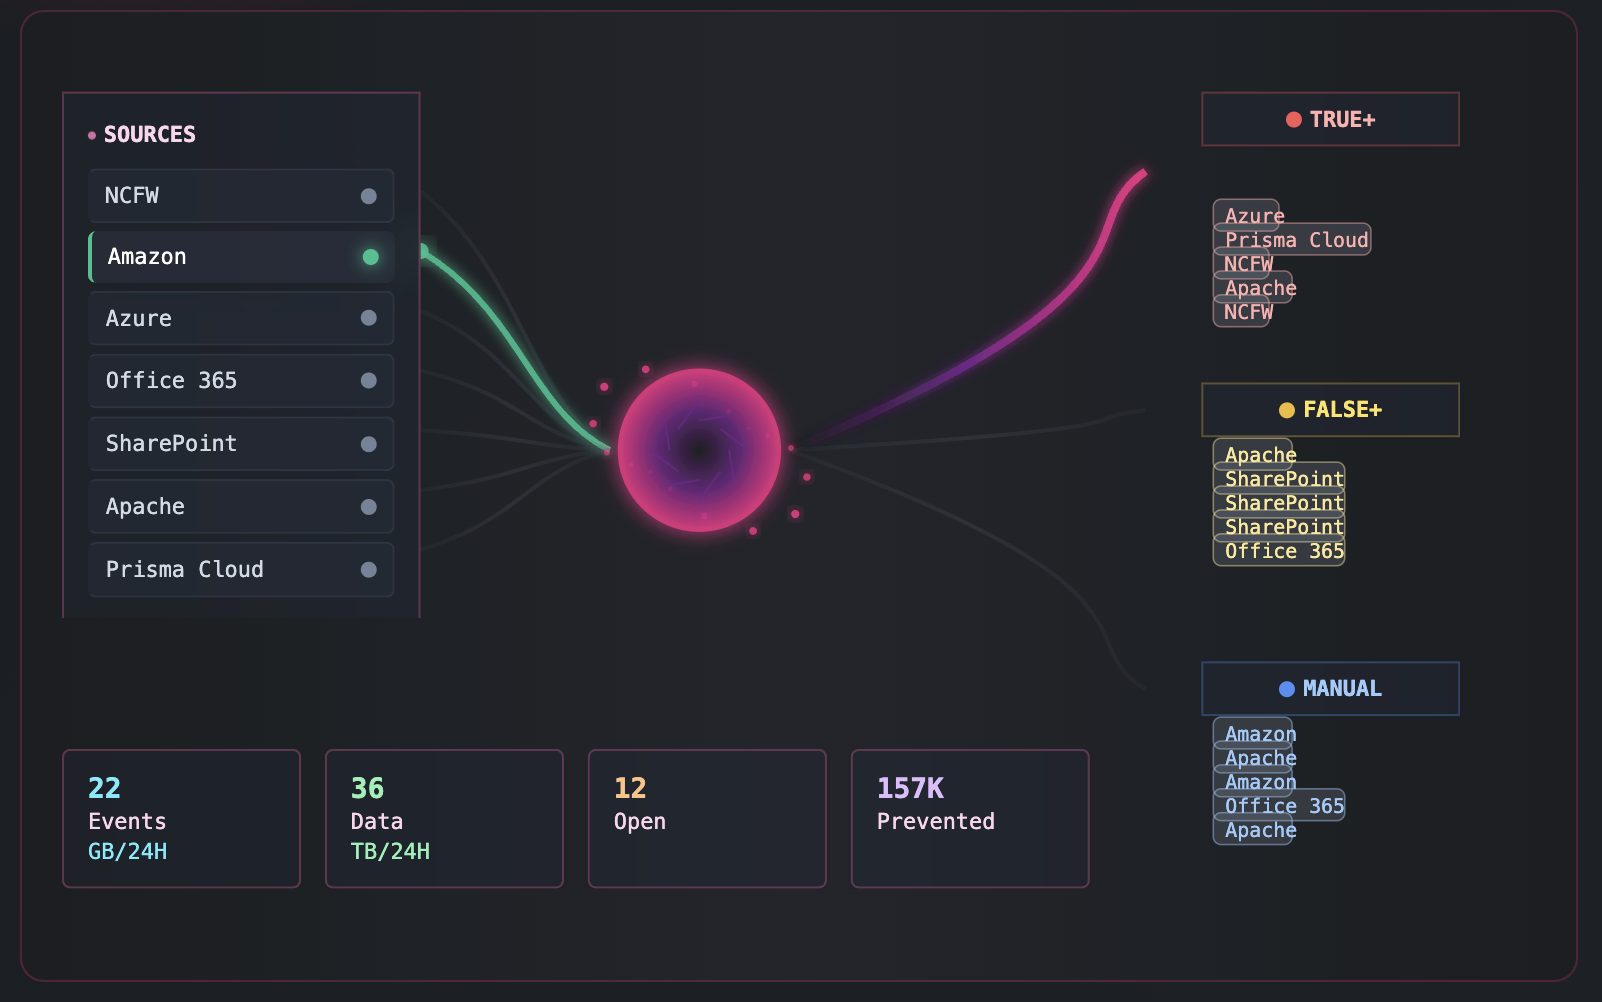 SOURCES
NCFW
Amazon
Azure
Office 365
SharePoint
Apache
Prisma Cloud
TRUE+
Azure
Prisma Cloud
NCFW
Apache
NCFW
FALSE+
Apache
SharePoint
SharePoint
SharePoint
Office 365
MANUAL
Amazon
Apache
Amazon
Office 365
Apache
22
Events
GB/24H
36
Data
TB/24H
12
Open
157K
Prevented